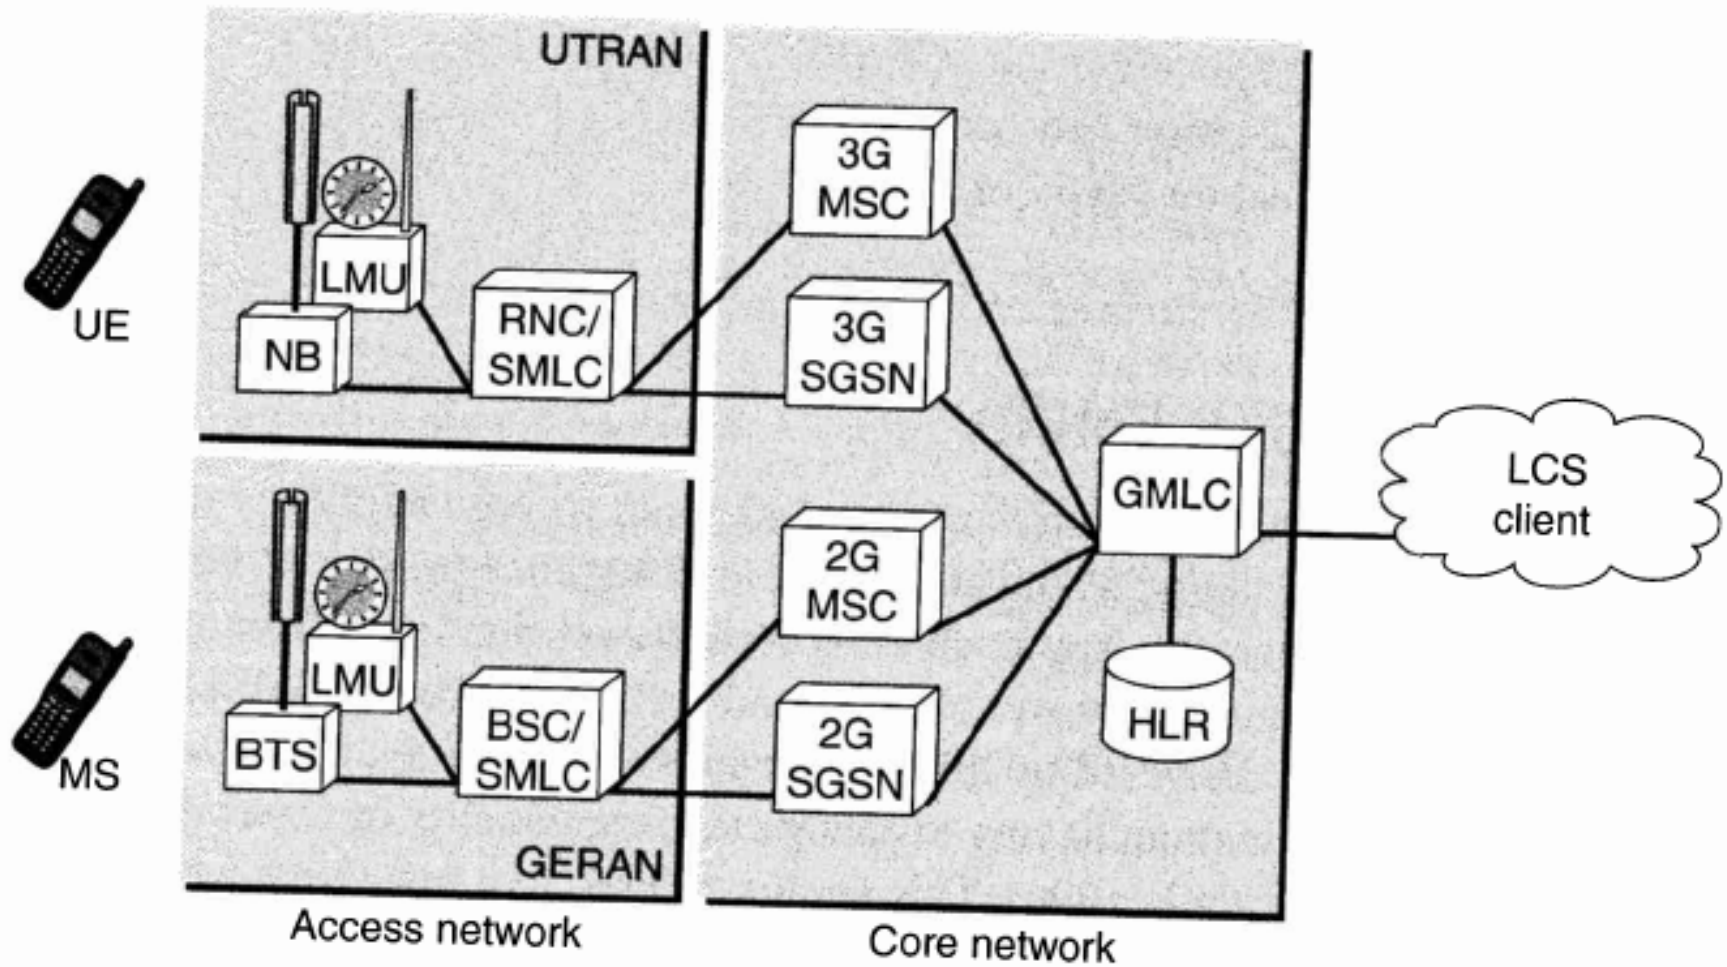 UTRAN
3G
MSC
LMU
UE
NB
RNC/
SMLC
3G
SGSN
GMLC
LCS
client
2G
MSC
LMU
MS
BTS
BSC/
SMLC
2G
SGSN
HLR
GERAN
Access network
Core network